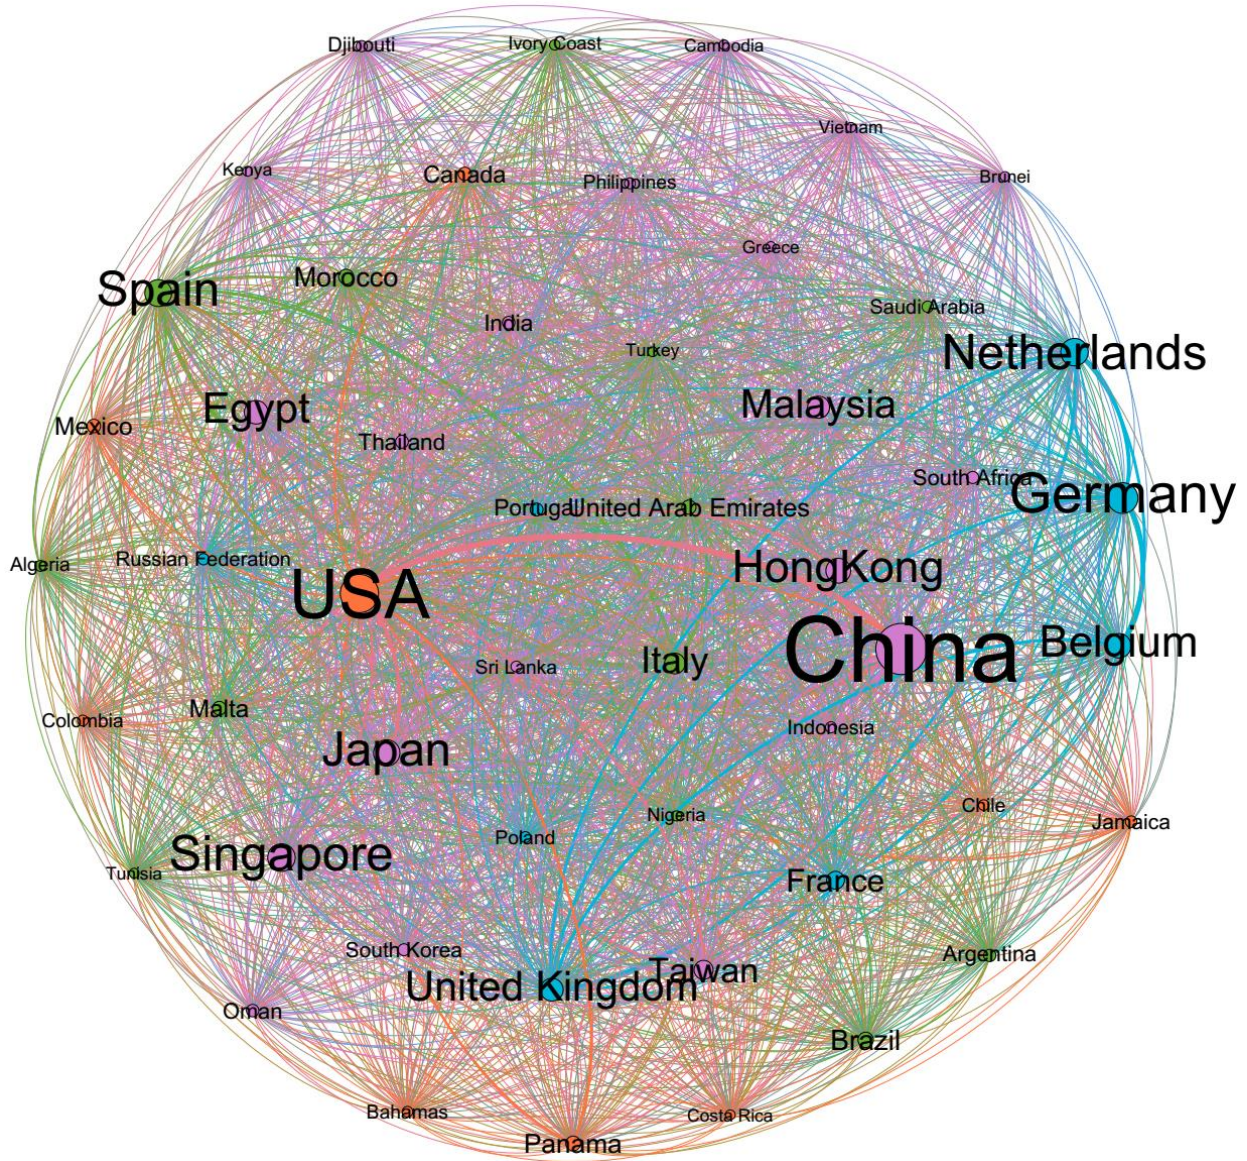 Djibouti
Ivory Coast
Cambodia
Vietnam
Kenya
Canada
Philippines
Brunei
Greece
Spain
Morocco
Saudi Arabia
India
Turkey
Netherlands
Egypt
Malaysia
Mexico
Thailand
South Africa
Germany
Portugal
United Arab Emirates
Algeria
Russian Federation
HongKong
USA
China
Belgium
Italy
Sri Lanka
Malta
Colombia
Indonesia
Japan
Chile
Nigeria
Jamaica
Poland
Singapore
Tunisia
France
South Korea
Argentina
Taiwan
United Kingdom
Oman
Brazil
Bahamas
Costa Rica
Panama